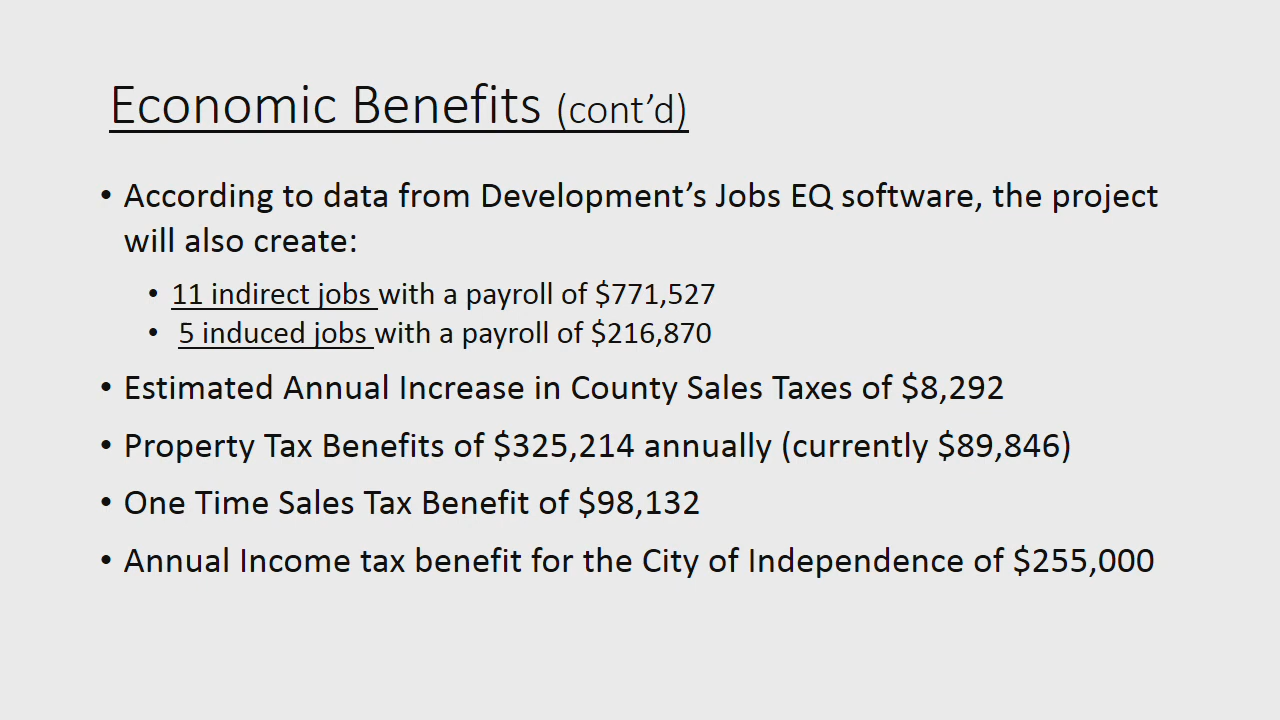 Economic Benefits (cont’d)
• According to data from Development’s Jobs EQ software, the project
will also create:
• 11 indirect jobs with a payroll of $771,527
• 5 induced jobs with a payroll of $216,870
• Estimated Annual Increase in County Sales Taxes of $8,292
• Property Tax Benefits of $325,214 annually (currently $89,846)
• One Time Sales Tax Benefit of $98,132
• Annual Income tax benefit for the City of Independence of $255,000